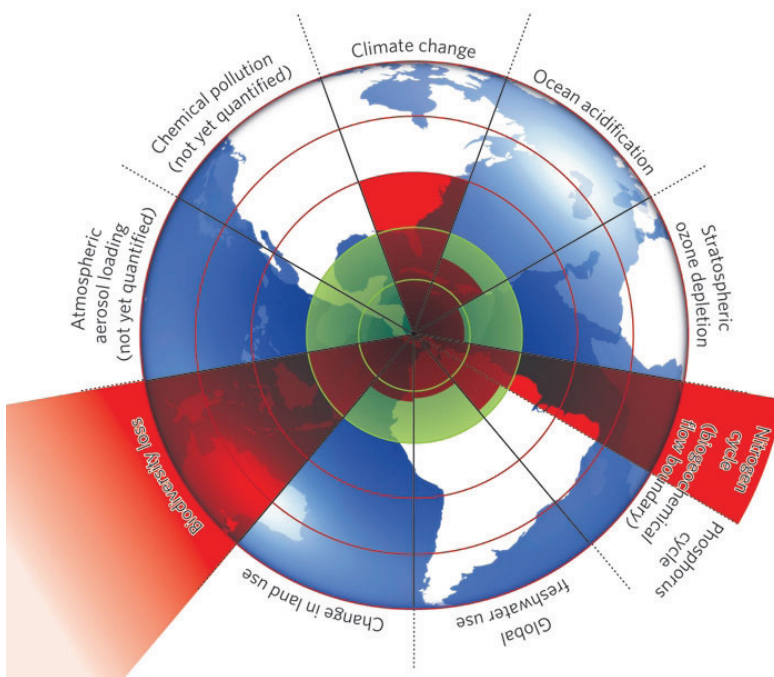 Climate change
Ocean acidification
Stratospheric
ozone depletion
Nitrogen
cycle
(biogeochemical
flow boundary)
Phosphorus
cycle
Global
freshwater use
Change in land use
Biodiversity loss
Atmospheric
aerosol loading
(not yet quantified)
Chemical pollution
(not yet quantified)